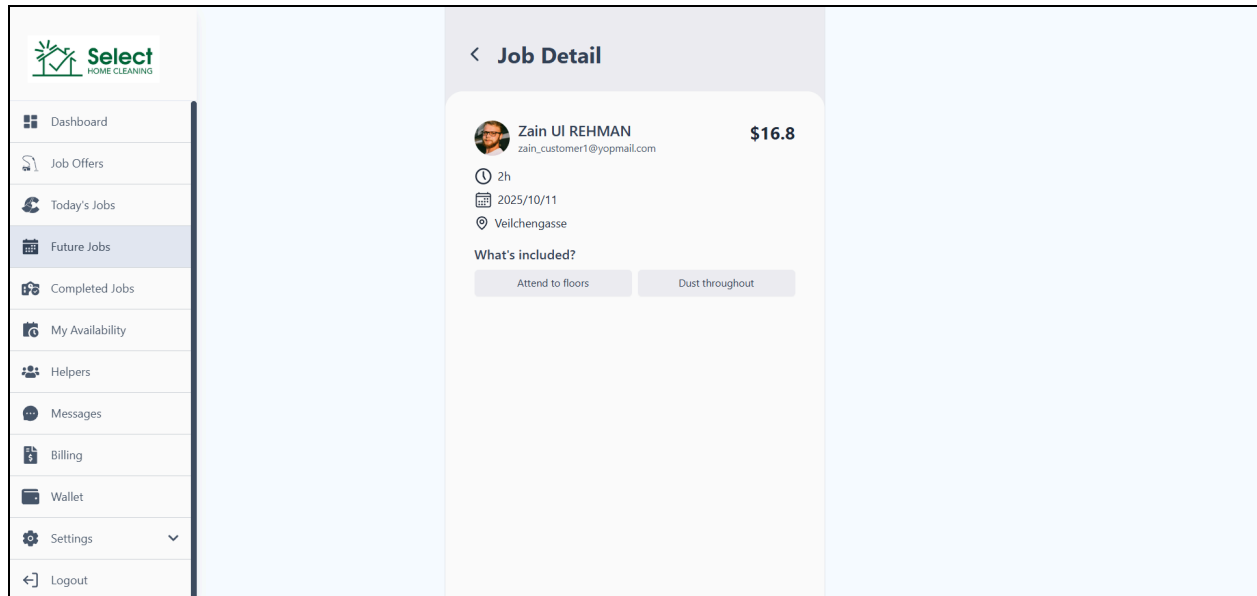 Select
HOME CLEANING
Dashboard
Job Offers
Today's Jobs
Future Jobs
Completed Jobs
My Availability
Helpers
Messages
Billing
Wallet
Settings
Logout
Job Detail
Zain Ul REHMAN
$16.8
zain_customer1@yopmail.com
2h
2025/10/11
Veilchengasse
What's included?
Attend to floors
Dust throughout